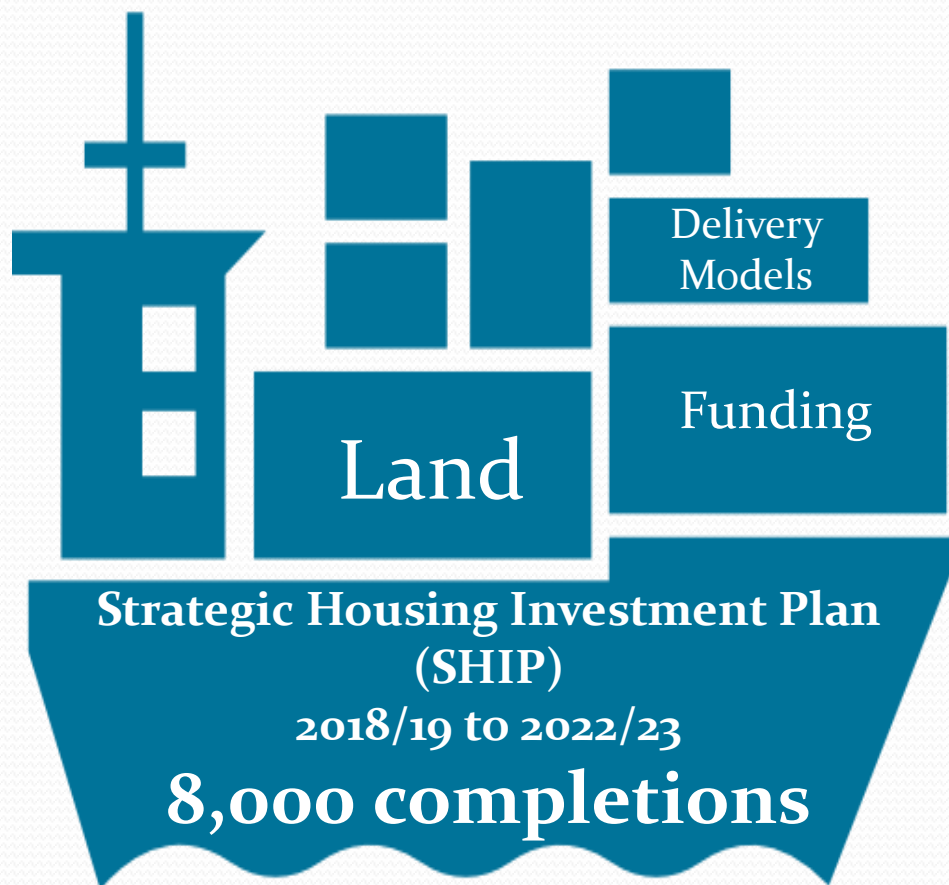 Delivery
Models
Funding
Land
Strategic Housing Investment Plan
(SHIP)
2018/19 to 2022/23
8,000 completions